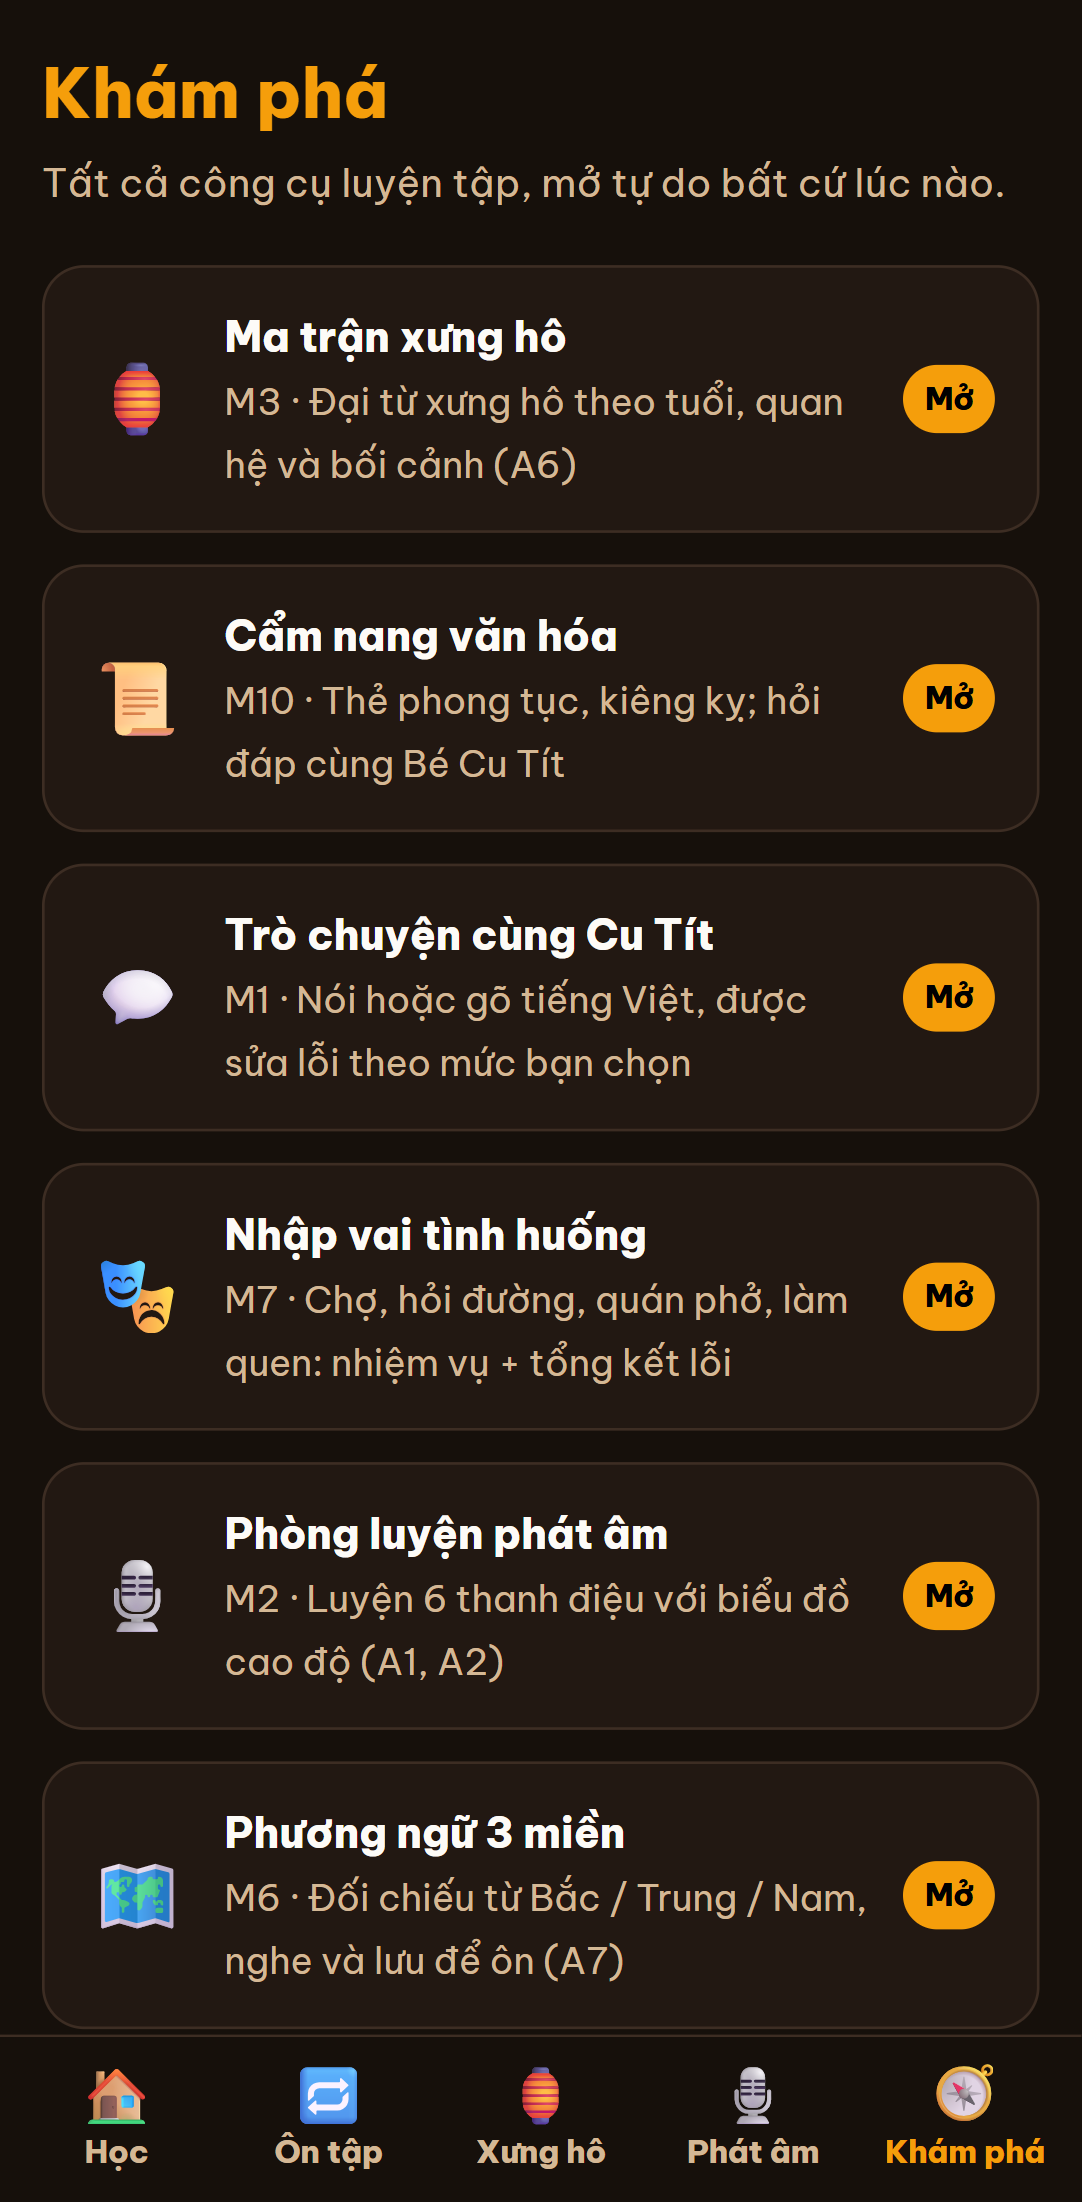 Khám phá
Tất cả công cụ luyện tập, mở tự do bất cứ lúc nào.
Ma trận xưng hô
M3 · Đại từ xưng hô theo tuổi, quan
hệ và bối cảnh (A6)
Mở
Cẩm nang văn hóa
M10 · Thẻ phong tục, kiêng kỵ; hỏi
đáp cùng Bé Cu Tít
Mở
Trò chuyện cùng Cu Tít
M1 · Nói hoặc gõ tiếng Việt, được
sửa lỗi theo mức bạn chọn
Mở
Nhập vai tình huống
M7 · Chợ, hỏi đường, quán phở, làm
quen: nhiệm vụ + tổng kết lỗi
Mở
Phòng luyện phát âm
M2 · Luyện 6 thanh điệu với biểu đồ
cao độ (A1, A2)
Mở
Phương ngữ 3 miền
M6 · Đối chiếu từ Bắc / Trung / Nam,
nghe và lưu để ôn (A7)
Mở
Học
Ôn tập
Xưng hô
Phát âm
Khám phá